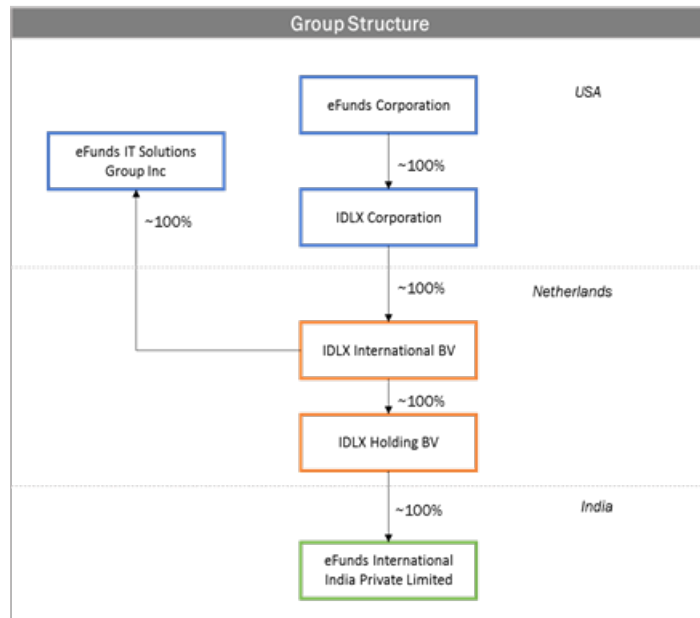 Group Structure
USA
eFunds Corporation
eFunds IT Solutions
Group Inc
~100%
IDLX Corporation
~100%
~100%
Netherlands
IDLX International BV
~100%
IDLX Holding BV
~100%
India
eFunds International
India Private Limited